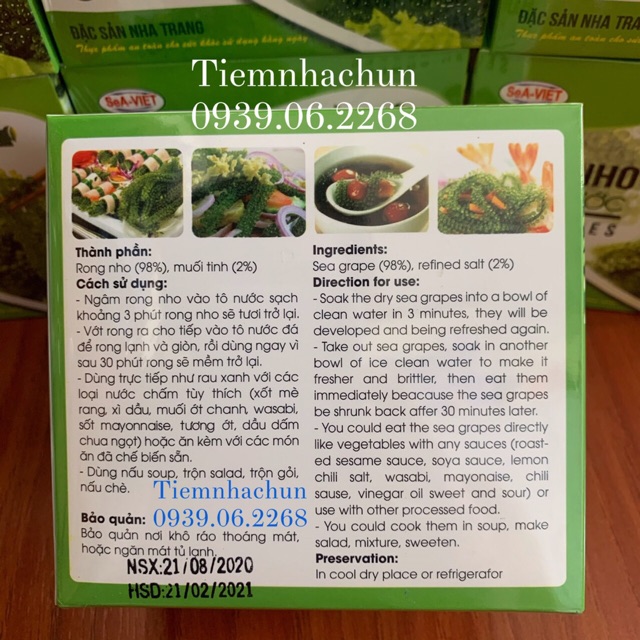 ĐẶC SẢN NHA TRANG
Thực phẩm an toàn cho sức khỏe sử dụng hằng ngày
ĐẶC SẢN NHA TRANG
SeA-VIỆT
SeA-VIỆT
Tiemnhachun
0939.06.2268
Thành phần:
Rong nho (98%), muối tinh (2%)
Cách sử dụng:
- Ngâm rong nho vào tô nước sạch
khoảng 3 phút rong nho sẽ tươi trở lại.
- Vớt rong ra cho tiếp vào tô nước đá
để rong lạnh và giòn, rồi dùng ngay vì
sau 30 phút rong sẽ mềm trở lại.
- Dùng trực tiếp như rau xanh với các
loại nước chấm tùy thích (xốt mè
rang, xì dầu, muối ớt chanh, wasabi,
sốt mayonnaise, tương ớt, dầu dấm
chua ngọt) hoặc ăn kèm với các món
ăn đã chế biến sẵn.
- Dùng nấu soup, trộn salad, trộn gỏi,
nấu chè.
Bảo quản:
Bảo quản nơi khô ráo thoáng mát,
hoặc ngăn mát tủ lạnh.
NSX:21/08/2020
HSD:21/02/2021
Ingredients:
Sea grape (98%), refined salt (2%)
Direction for use:
- Soak the dry sea grapes into a bowl of
clean water in 3 minutes, they will be
developed and being refreshed again.
- Take out sea grapes, soak in another
bowl of ice clean water to make it
fresher and brittler, then eat them
immediately beacause the sea grapes
be shrunk back affer 30 minutes later.
- You could eat the sea grapes directly
like vegetables with any sauces (roast-
ed sesame sauce, soya sauce, lemon
chili salt, wasabi, mayonaise, chili
sause, vinegar oil sweet and sour) or
use with other processed food.
- You could cook them in soup, make
salad, mixture, sweeten.
Preservation:
In cool dry place or refrigerafor
Tiemnhachun
0939.06.2268